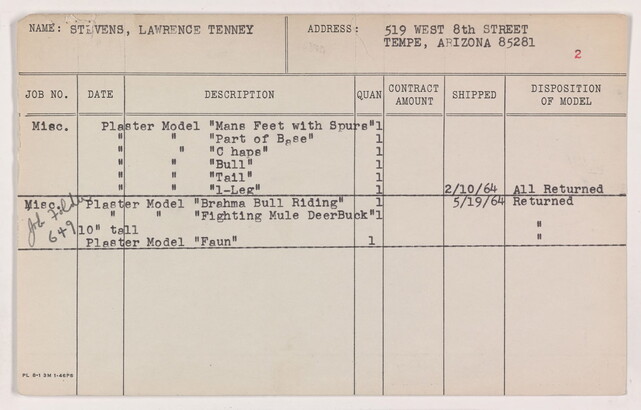 NAME: STEVENS, LAWRENCE TENNEY ADDRESS: 519 WEST 8th STREET
TEMPE, ARIZONA 85281
2
JOB NO. DATE DESCRIPTION QUAN CONTRACT AMOUNT SHIPPED DISPOSITION OF MODEL
Misc. Plaster Model "Mans Feet with Spurs" 1
" " "Part of Base" 1
" " "C haps" 1
" " "Bull" 1
" " "Tail" 1
" " "1-Leg" 1 2/10/64 All Returned
Misc. Plaster Model "Brahma Bull Riding" 1 5/19/64 Returned
" " "Fighting Mule DeerBuck" 1 "
10" tall
Plaster Model "Faun" 1 "
Job Folder
649
PL 6-1 3M 1-46PB